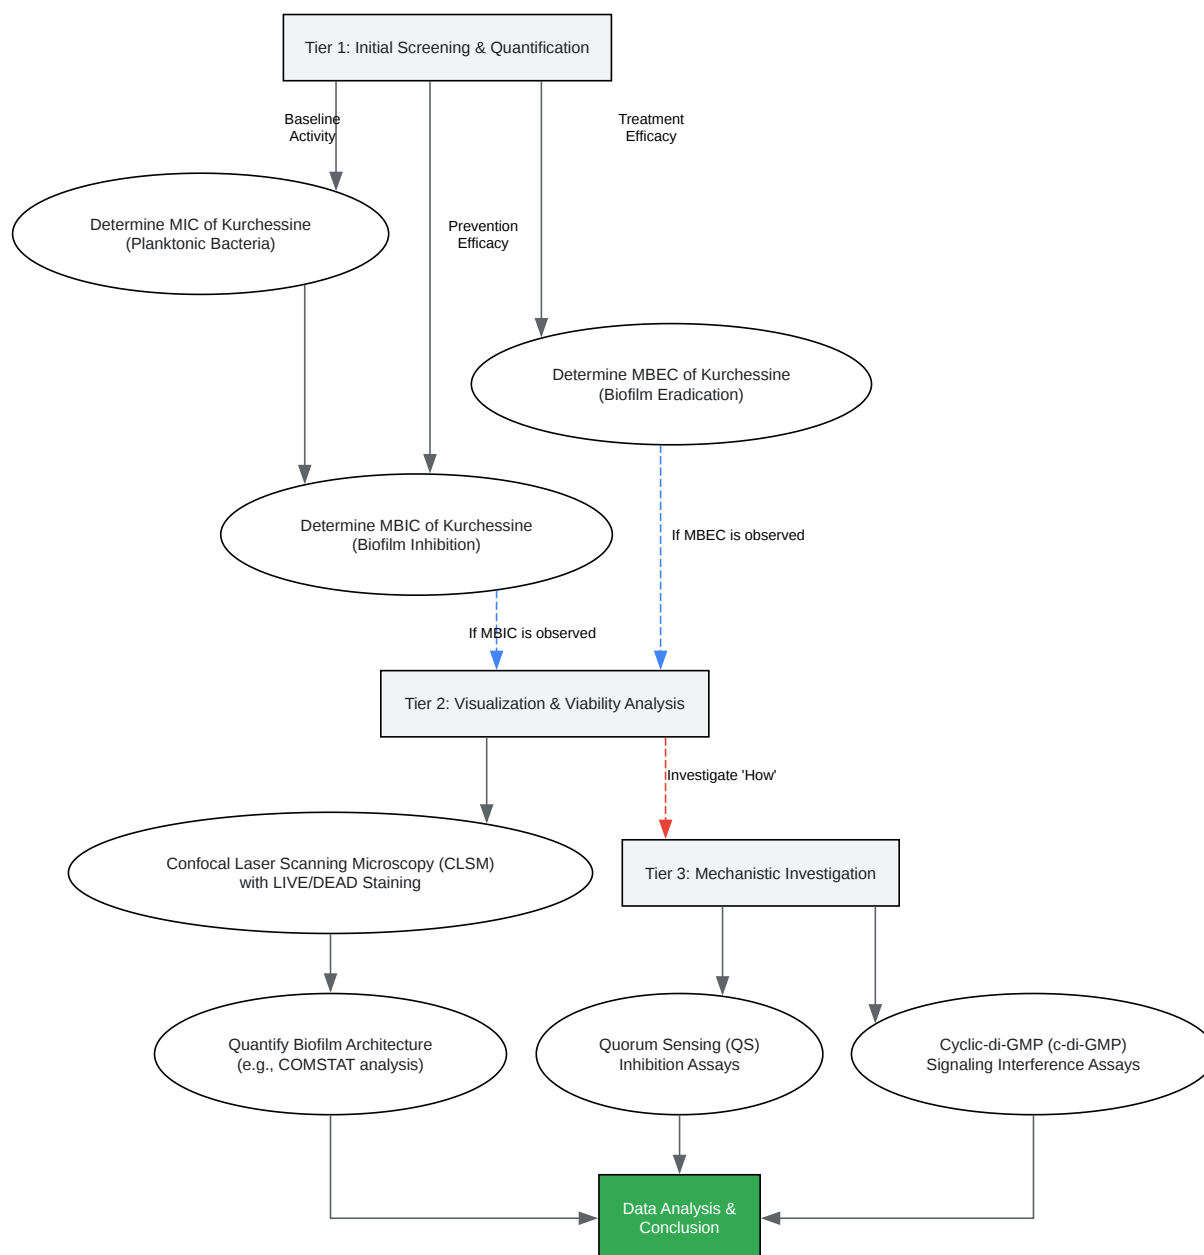 Tier 1: Initial Screening & Quantification
Baseline
Activity
Treatment
Efficacy
Determine MIC of Kurchessine
(Planktonic Bacteria)
Prevention
Efficacy
Determine MBEC of Kurchessine
(Biofilm Eradication)
Determine MBIC of Kurchessine
(Biofilm Inhibition)
If MBEC is observed
If MBIC is observed
Tier 2: Visualization & Viability Analysis
Investigate 'How'
Confocal Laser Scanning Microscopy (CLSM)
with LIVE/DEAD Staining
Tier 3: Mechanistic Investigation
Quantify Biofilm Architecture
(e.g., COMSTAT analysis)
Quorum Sensing (QS)
Inhibition Assays
Cyclic-di-GMP (c-di-GMP)
Signaling Interference Assays
Data Analysis &
Conclusion